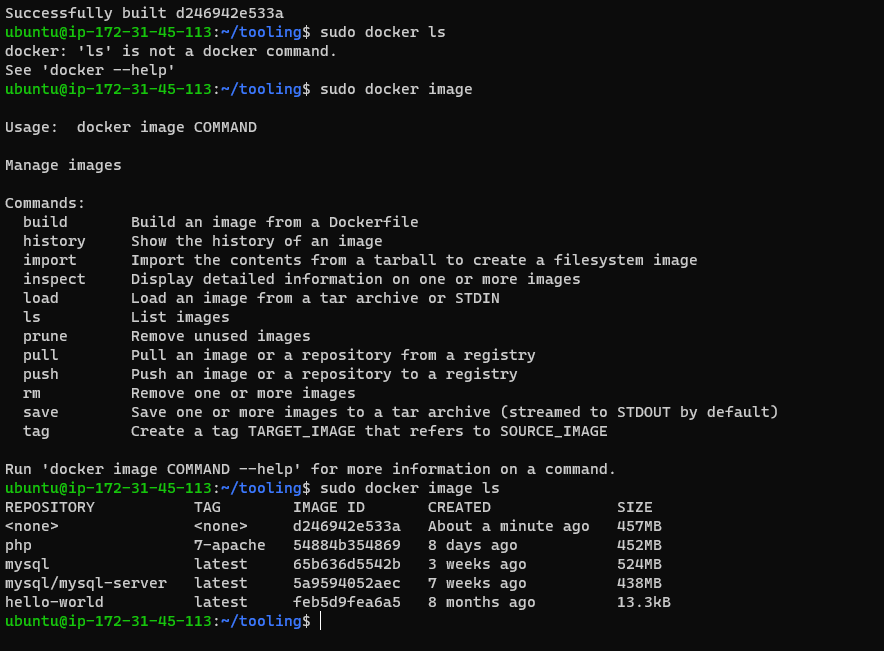 Successfully built d246942e533a
ubuntu@ip-172-31-45-113:~/tooling$ sudo docker ls
docker: 'ls' is not a docker command.
See 'docker --help'
ubuntu@ip-172-31-45-113:~/tooling$ sudo docker image
Usage:  docker image COMMAND
Manage images
Commands:
  build       Build an image from a Dockerfile
  history     Show the history of an image
  import      Import the contents from a tarball to create a filesystem image
  inspect     Display detailed information on one or more images
  load        Load an image from a tar archive or STDIN
  ls          List images
  prune       Remove unused images
  pull        Pull an image or a repository from a registry
  push        Push an image or a repository to a registry
  rm          Remove one or more images
  save        Save one or more images to a tar archive (streamed to STDOUT by default)
  tag         Create a tag TARGET_IMAGE that refers to SOURCE_IMAGE
Run 'docker image COMMAND --help' for more information on a command.
ubuntu@ip-172-31-45-113:~/tooling$ sudo docker image ls
REPOSITORY           TAG        IMAGE ID       CREATED              SIZE
<none>               <none>     d246942e533a   About a minute ago   457MB
php                  7-apache   54884b354869   8 days ago           452MB
mysql                latest     65b636d5542b   3 weeks ago          524MB
mysql/mysql-server   latest     5a9594052aec   7 weeks ago          438MB
hello-world          latest     feb5d9fea6a5   8 months ago         13.3kB
ubuntu@ip-172-31-45-113:~/tooling$